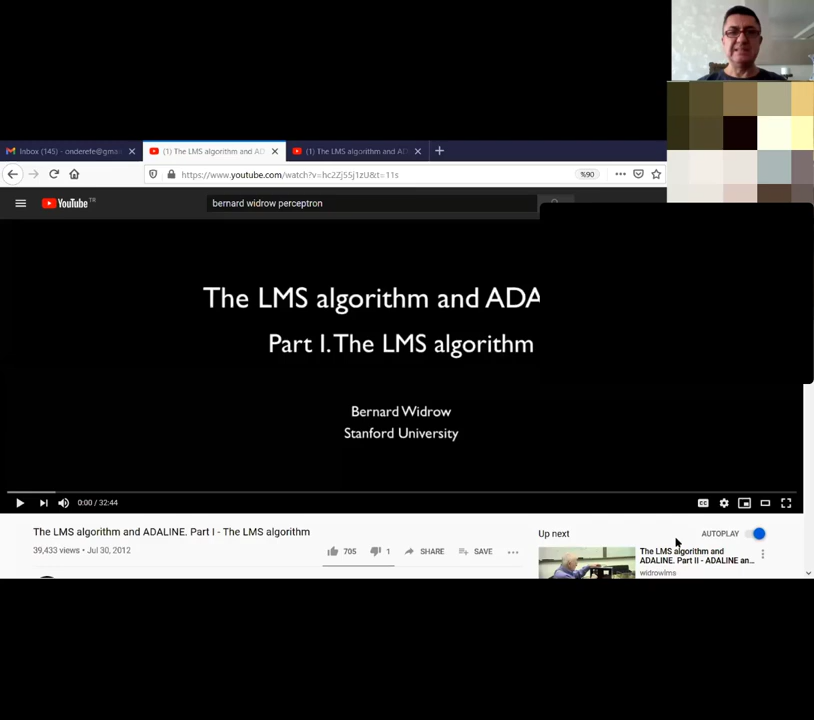 Inbox (145) - onderefe@gmai
(1) The LMS algorithm and AD
(1) The LMS algorithm and AD
https://www.youtube.com/watch?v=hc2Zj55j1zU&t=11s
%90
YouTube TR
bernard widrow perceptron
The LMS algorithm and ADA
Part I. The LMS algorithm
Bernard Widrow
Stanford University
0:00 / 32:44
The LMS algorithm and ADALINE. Part I - The LMS algorithm
39,433 views • Jul 30, 2012
705
1
SHARE
SAVE
Up next
AUTOPLAY
The LMS algorithm and
ADALINE. Part II - ADALINE an...
widrowlms